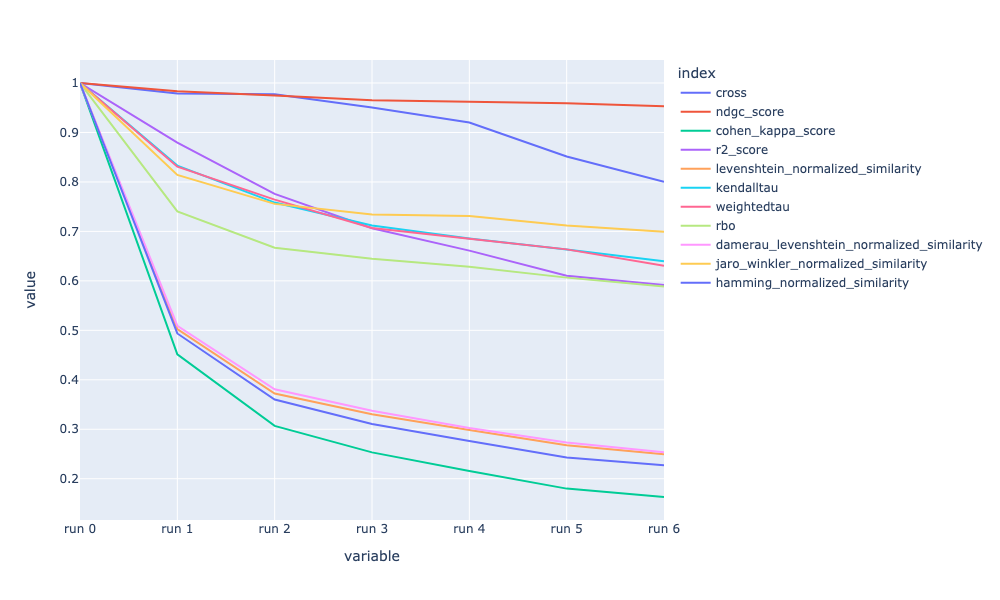 index
cross
ndgc_score
cohen_kappa_score
r2_score
levenshtein_normalized_similarity
kendalltau
weightedtau
rbo
damerau_levenshtein_normalized_similarity
jaro_winkler_normalized_similarity
hamming_normalized_similarity
value
1
0.9
0.8
0.7
0.6
0.5
0.4
0.3
0.2
run 0 run 1 run 2 run 3 run 4 run 5 run 6
variable